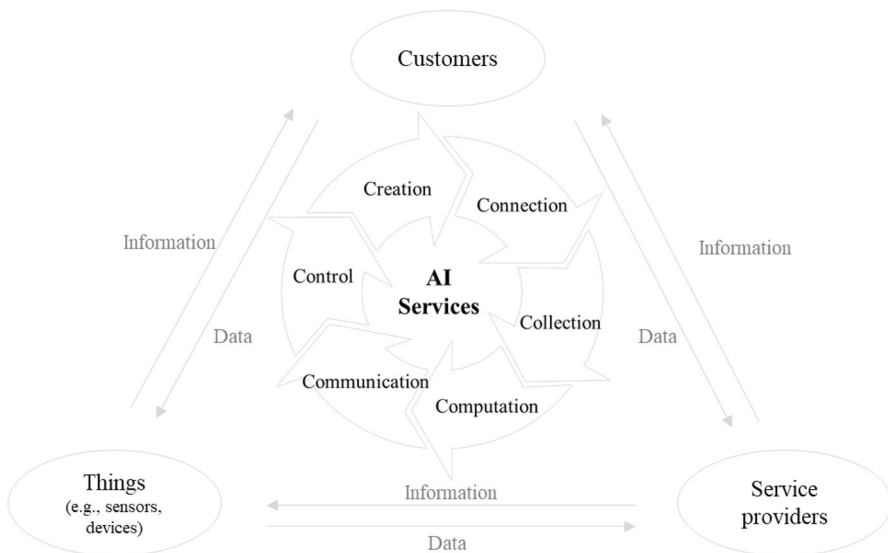 Customers
Creation
Connection
Information
Information
Control
AI
Services
Collection
Data
Data
Communication
Computation
Things
(e.g., sensors,
devices)
Information
Service
providers
Data